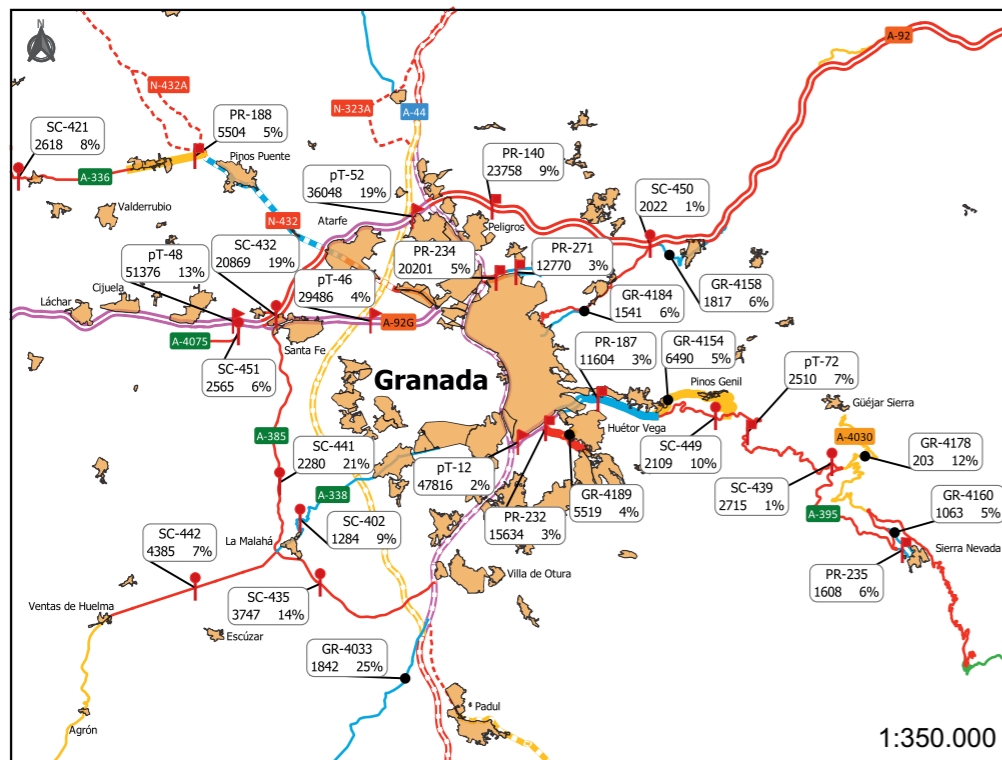 N
A-92
N-432A
N-323A
A-44
SC-421
2618 8%
PR-188
5504 5%
PR-140
23758 9%
A-336
Pinos Puente
pT-52
36048 19%
SC-450
2022 1%
Valderrubio
N-432
Atarfe
Peligros
SC-432
20869 19%
PR-234
20201 5%
PR-271
12770 3%
pT-48
51376 13%
pT-46
29486 4%
GR-4158
1817 6%
Cijuela
Láchar
GR-4184
1541 6%
A-92G
A-4075
Santa Fe
GR-4154
6490 5%
PR-187
11604 3%
pT-72
2510 7%
SC-451
2565 6%
Granada
Pinos Genil
Güéjar Sierra
Huétor Vega
A-385
A-4030
SC-441
2280 21%
SC-449
2109 10%
GR-4178
203 12%
pT-12
47816 2%
SC-439
2715 1%
A-338
GR-4189
5519 4%
GR-4160
1063 5%
A-395
SC-402
1284 9%
PR-232
15634 3%
SC-442
4385 7%
La Malahá
Sierra Nevada
PR-235
1608 6%
Villa de Otura
SC-435
3747 14%
Ventas de Huelma
Escúzar
GR-4033
1842 25%
Padul
Agrón
1:350.000